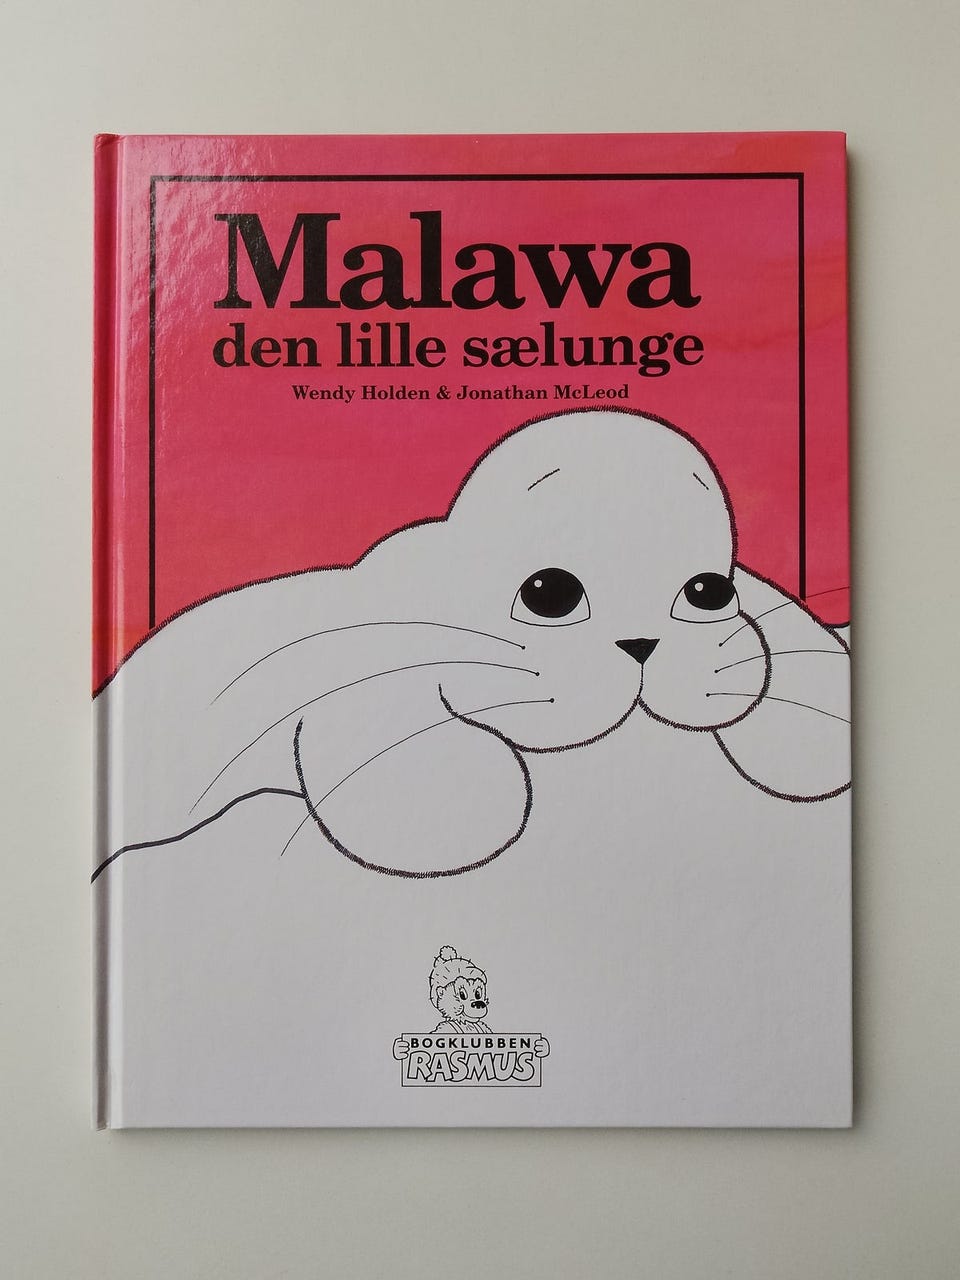 Malawa
den lille sælunge
Wendy Holden & Jonathan McLeod
BOGKLUBBEN
RASMUS